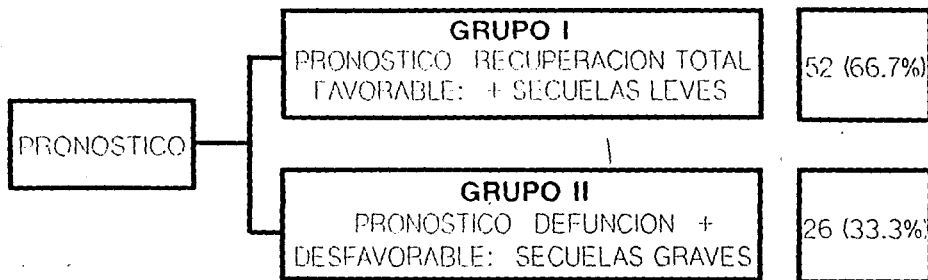 GRUPO I
PRONOSTICO RECUPERACION TOTAL
FAVORABLE: + SECUELAS LEVES
52 (66.7%)
PRONOSTICO
GRUPO II
PRONOSTICO DEFUNCION +
DESFAVORABLE: SECUELAS GRAVES
26 (33.3%)